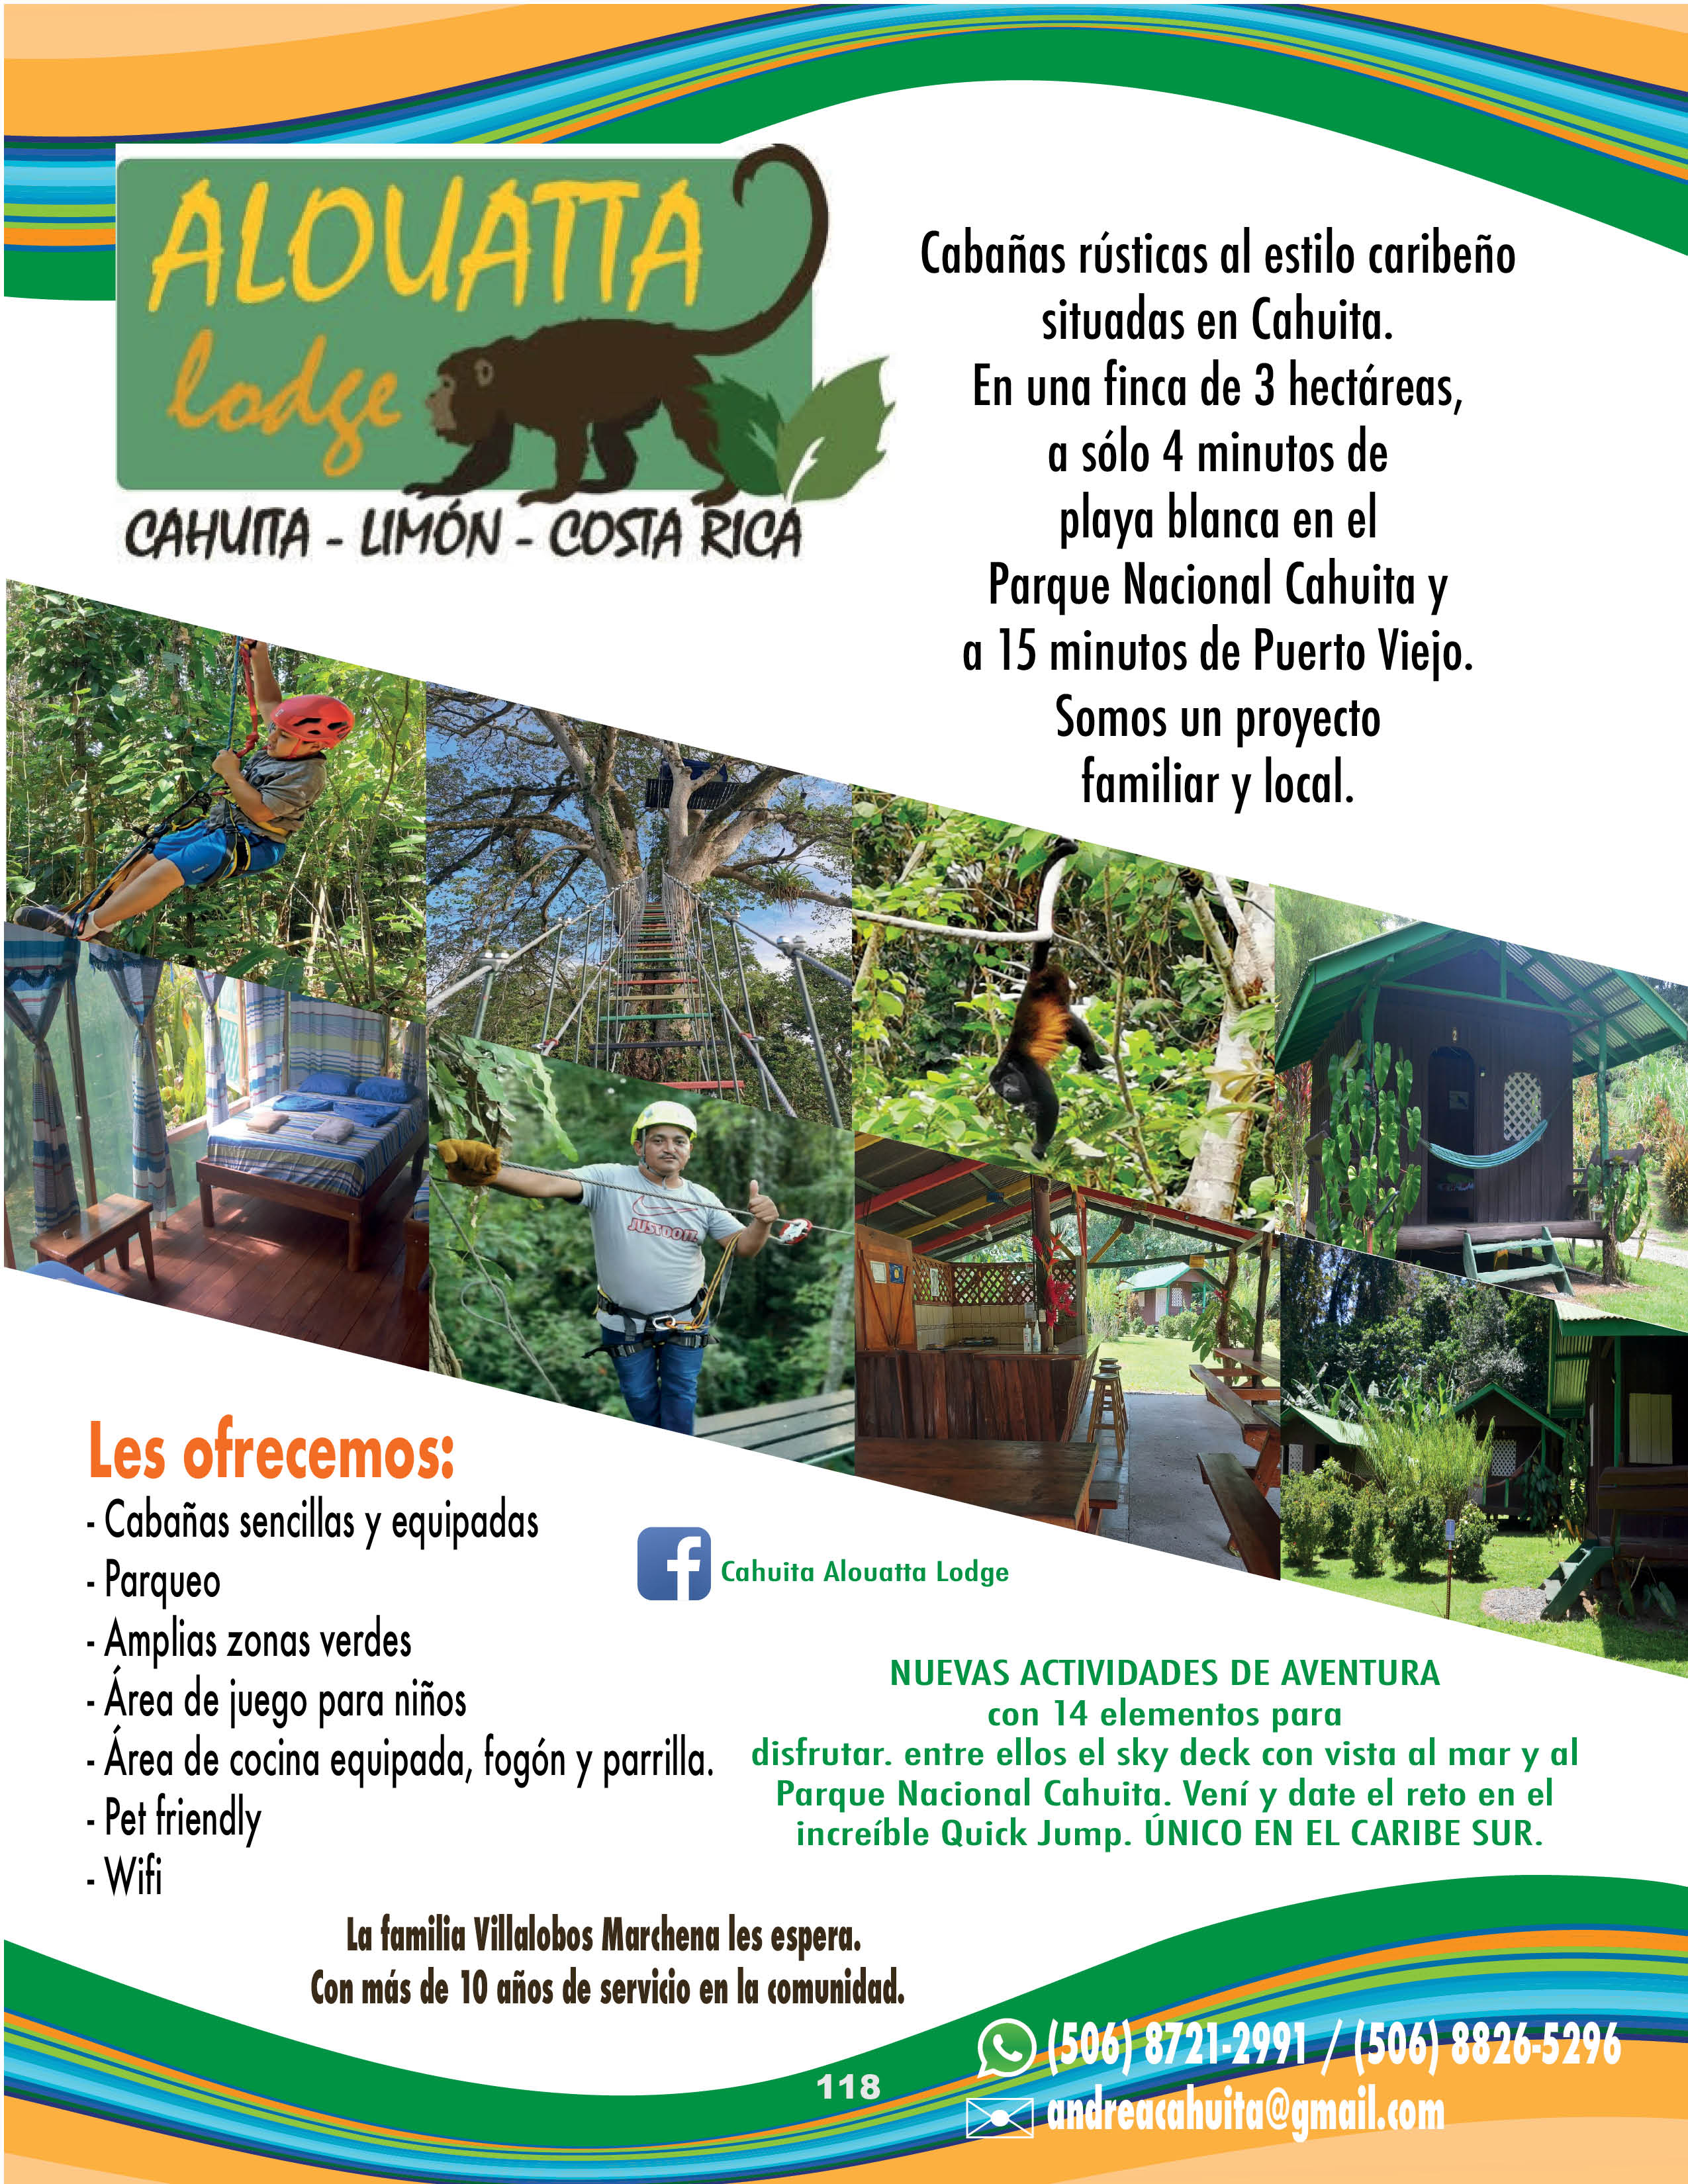 ALOUATTA
lodge
CAHUITA - LIMÓN - COSTA RICA
Cabañas rústicas al estilo caribeño
situadas en Cahuita.
En una finca de 3 hectáreas,
a sólo 4 minutos de
playa blanca en el
Parque Nacional Cahuita y
a 15 minutos de Puerto Viejo.
Somos un proyecto
familiar y local.
2
JUST DO IT.
Les ofrecemos:
- Cabañas sencillas y equipadas
- Parqueo
- Amplias zonas verdes
- Área de juego para niños
- Área de cocina equipada, fogón y parrilla.
- Pet friendly
- Wifi
f Cahuita Alouatta Lodge
NUEVAS ACTIVIDADES DE AVENTURA
con 14 elementos para
disfrutar. entre ellos el sky deck con vista al mar y al
Parque Nacional Cahuita. Vení y date el reto en el
increíble Quick Jump. ÚNICO EN EL CARIBE SUR.
La familia Villalobos Marchena les espera.
Con más de 10 años de servicio en la comunidad.
(506) 8721-2991 / (506) 8826-5296
andreacahuita@gmail.com
118